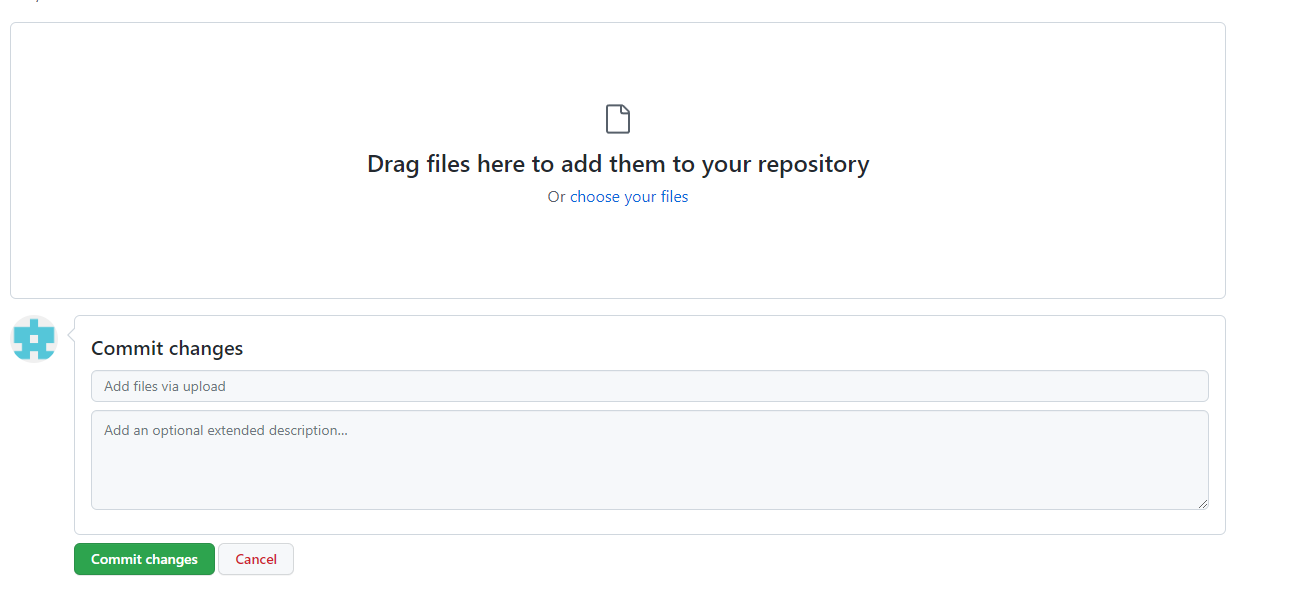 Drag files here to add them to your repository
Or choose your files
Commit changes
Add files via upload
Add an optional extended description...
Commit changes
Cancel